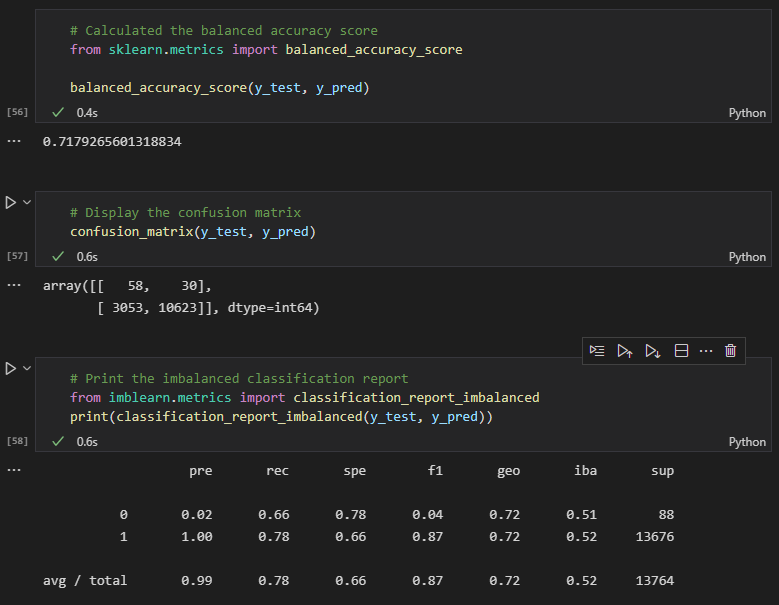 # Calculated the balanced accuracy score
from sklearn.metrics import balanced_accuracy_score
balanced_accuracy_score(y_test, y_pred)
[56] 0.4s Python
... 0.7179265601318834
# Display the confusion matrix
confusion_matrix(y_test, y_pred)
[57] 0.6s Python
... array([[   58,    30],
       [ 3053, 10623]], dtype=int64)
# Print the imbalanced classification report
from imblearn.metrics import classification_report_imbalanced
print(classification_report_imbalanced(y_test, y_pred))
[58] 0.6s Python
... pre rec spe f1 geo iba sup
0 0.02 0.66 0.78 0.04 0.72 0.51 88
1 1.00 0.78 0.66 0.87 0.72 0.52 13676
avg / total 0.99 0.78 0.66 0.87 0.72 0.52 13764